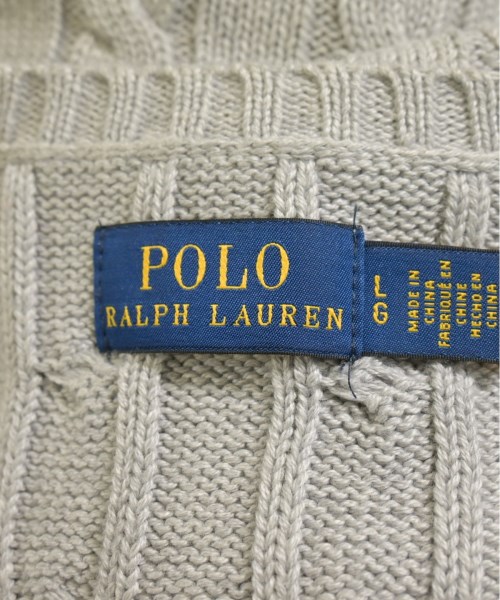 POLO
RALPH LAUREN
L
G
MADE IN
CHINA
FABRIQUÉ EN
CHINE
HECHO EN
CHINA